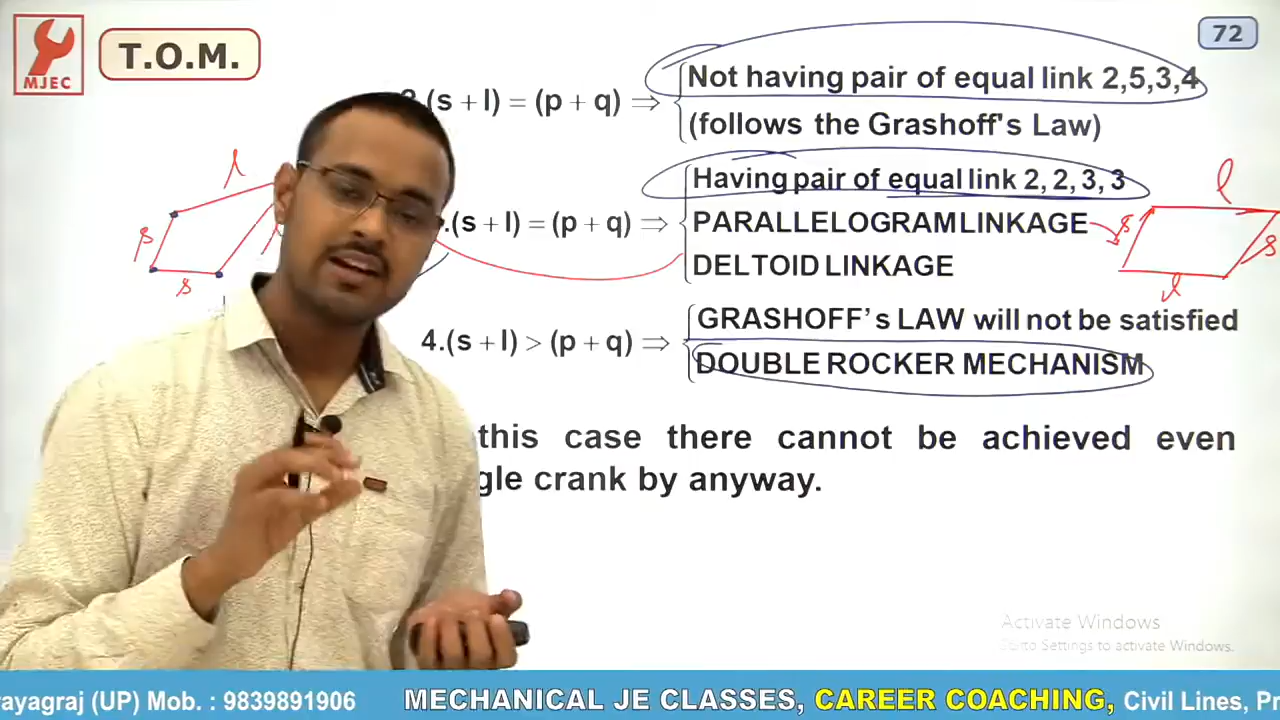 MJEC
T.O.M.
72
(s + l) = (p + q) ⇒ Not having pair of equal link 2,5,3,4
(follows the Grashoff's Law)
Having pair of equal link 2, 2, 3, 3
.(s + l) = (p + q) ⇒ PARALLELOGRAM LINKAGE
DELTOID LINKAGE
l
s
s
l
l
s
GRASHOFF's LAW will not be satisfied
4.(s + l) > (p + q) ⇒ DOUBLE ROCKER MECHANISM
this case there cannot be achieved even
gle crank by anyway.
Activate Windows
Settings to activate Windows.
rayagraj (UP) Mob. : 9839891906 MECHANICAL JE CLASSES, CAREER COACHING, Civil Lines, Pr